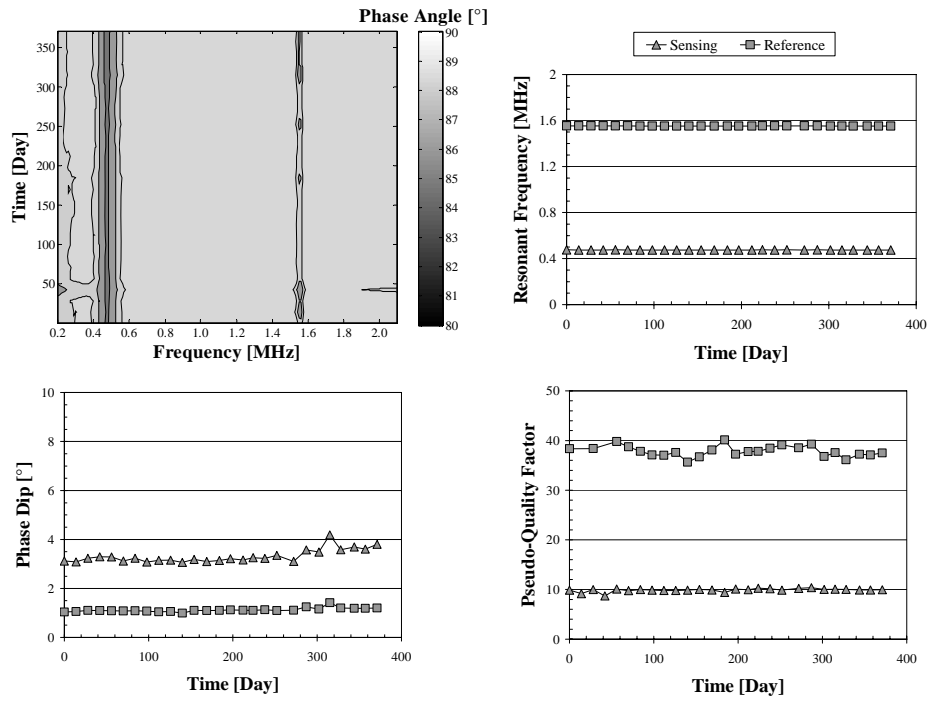 Phase Angle [°]
350
300
250
200
150
100
50
Time [Day]
0.2 0.4 0.6 0.8 1.0 1.2 1.4 1.6 1.8 2.0
Frequency [MHz]
90
89
88
87
86
85
84
83
82
81
80
Sensing Reference
2
1.6
1.2
0.8
0.4
0
Resonant Frequency [MHz]
0 100 200 300 400
Time [Day]
10
8
6
4
2
0
Phase Dip [°]
0 100 200 300 400
Time [Day]
50
40
30
20
10
0
Pseudo-Quality Factor
0 100 200 300 400
Time [Day]